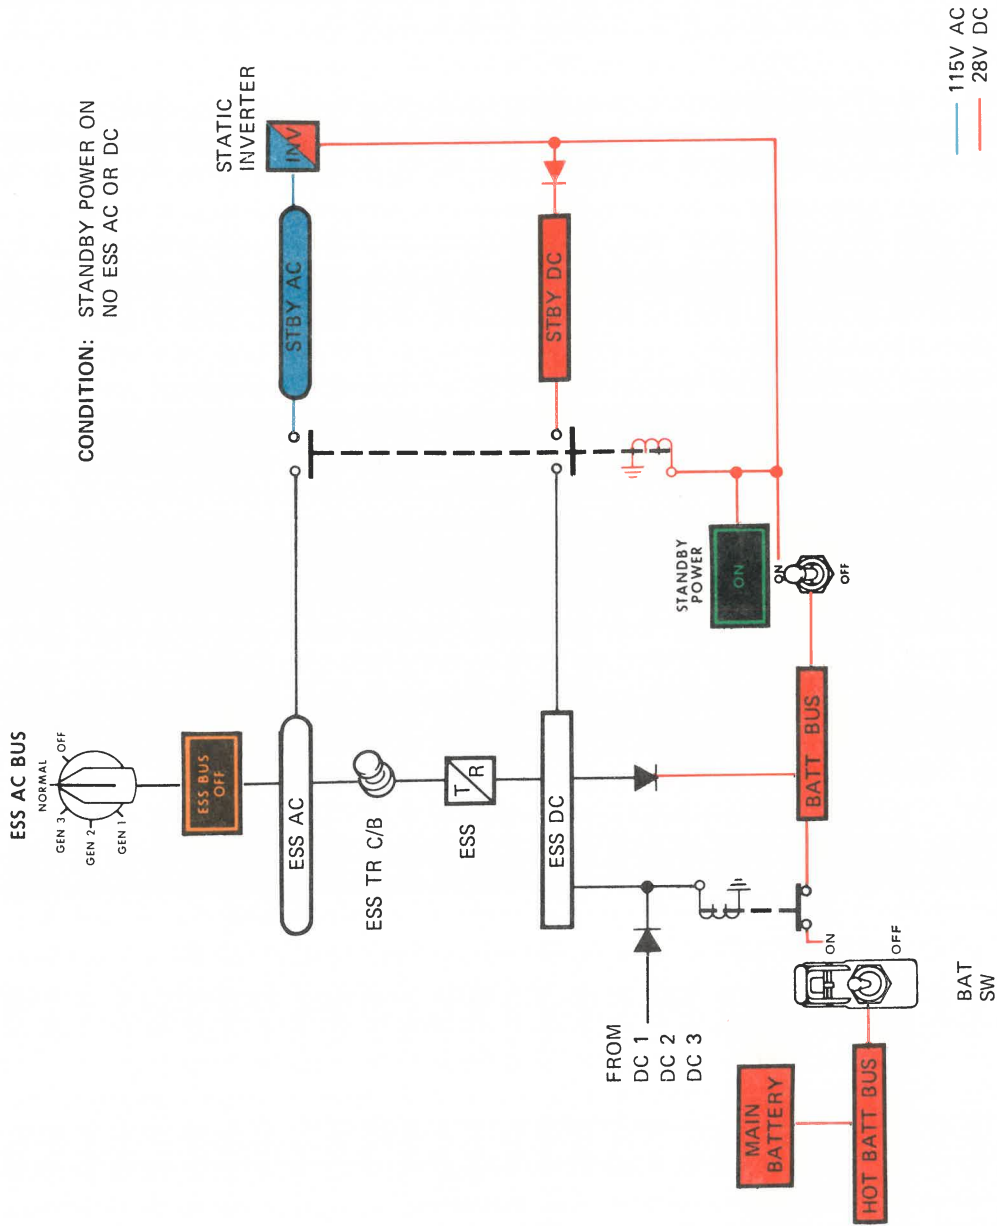 CONDITION: STANDBY POWER ON
NO ESS AC OR DC
ESS AC BUS
NORMAL
OFF
GEN 3
GEN 2
GEN 1
ESS BUS
OFF
ESS AC
ESS TR C/B
T
R
ESS
ESS DC
STATIC
INVERTER
INV
STBY AC
STBY DC
STANDBY
POWER
ON
ON
OFF
BATT BUS
FROM
DC 1
DC 2
DC 3
ON
OFF
BAT
SW
MAIN
BATTERY
HOT BATT BUS
115V AC
28V DC